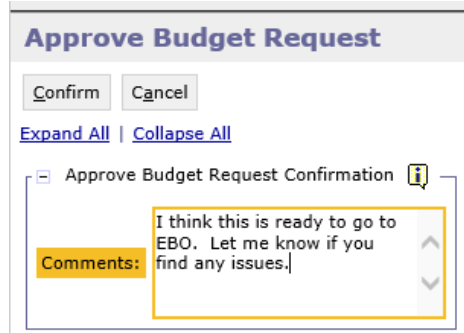 Approve Budget Request
Confirm Cancel
Expand All | Collapse All
Approve Budget Request Confirmation
I think this is ready to go to
EBO.  Let me know if you
Comments: find any issues.